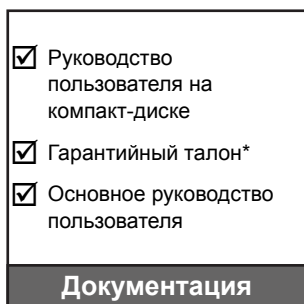 Руководство
пользователя на
компакт-диске
Гарантийный талон*
Основное руководство
пользователя
Документация